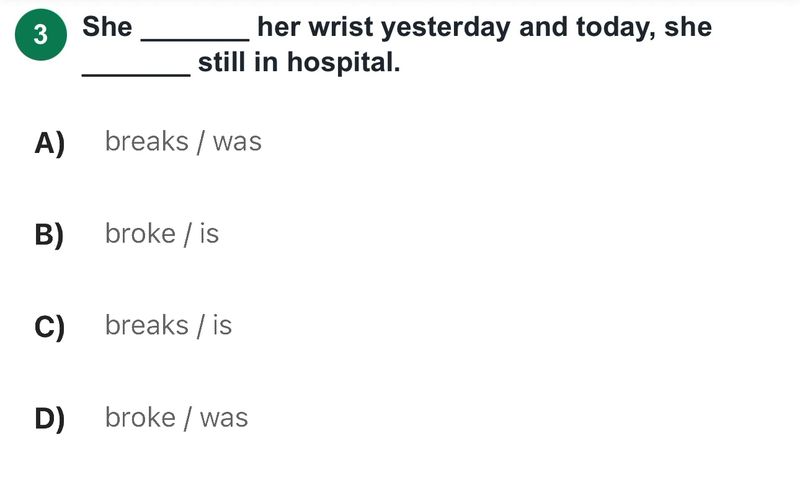 3 She _______ her wrist yesterday and today, she
_______ still in hospital.
A) breaks / was
B) broke / is
C) breaks / is
D) broke / was